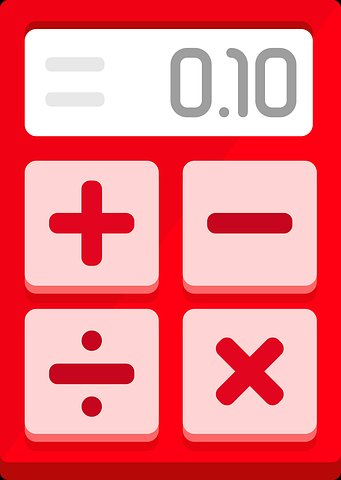 = 0.10
+ −
÷ ×